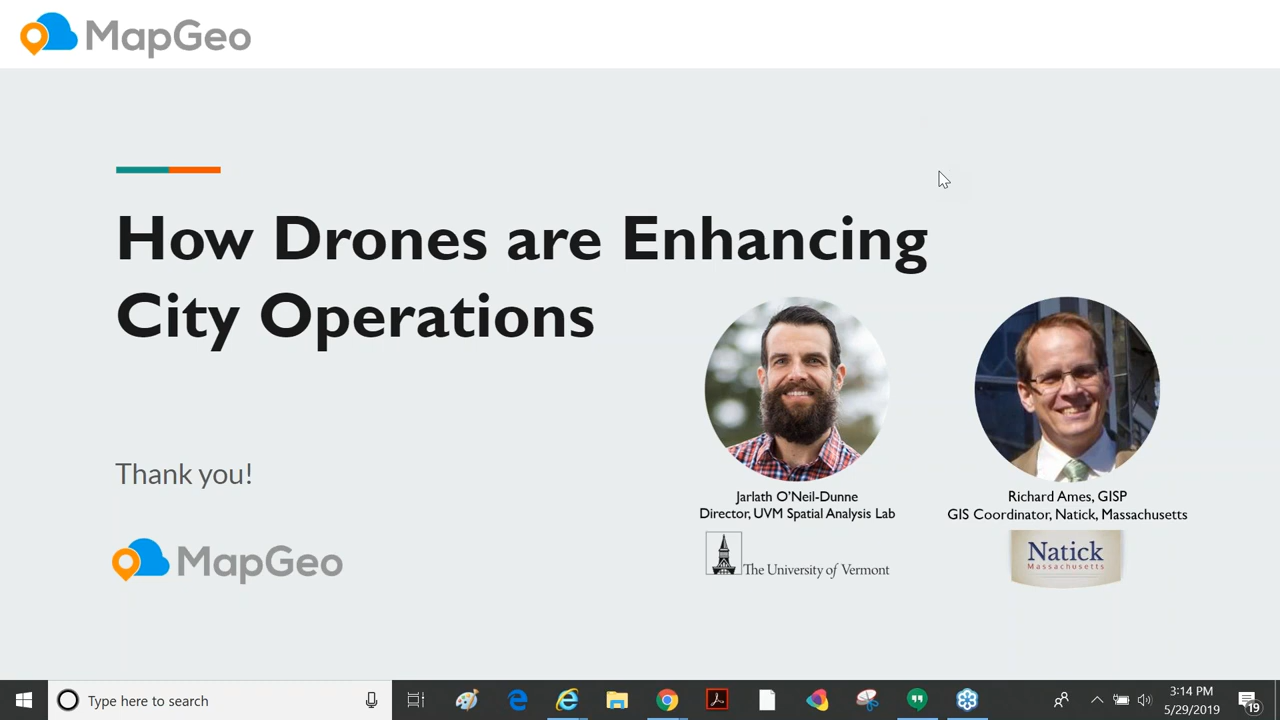 MapGeo
How Drones are Enhancing
City Operations
Thank you!
MapGeo
Jarlath O'Neil-Dunne
Director, UVM Spatial Analysis Lab
The University of Vermont
Richard Ames, GISP
GIS Coordinator, Natick, Massachusetts
Natick
Massachusetts
Type here to search
3:14 PM
5/29/2019
19